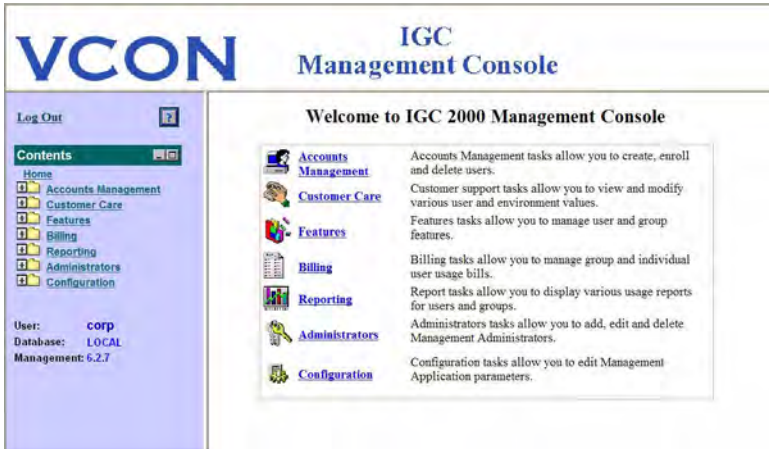 VCON
IGC
Management Console
Log Out
?
Contents
Home
Accounts Management
Customer Care
Features
Billing
Reporting
Administrators
Configuration
User: corp
Database: LOCAL
Management: 6.2.7
Welcome to IGC 2000 Management Console
Accounts
Management
Accounts Management tasks allow you to create, enroll
and delete users.
Customer Care
Customer support tasks allow you to view and modify
various user and environment values.
Features
Features tasks allow you to manage user and group
features.
Billing
Billing tasks allow you to manage group and individual
user usage bills.
Reporting
Report tasks allow you to display various usage reports
for users and groups.
Administrators
Administrators tasks allow you to add, edit and delete
Management Administrators.
Configuration
Configuration tasks allow you to edit Management
Application parameters.